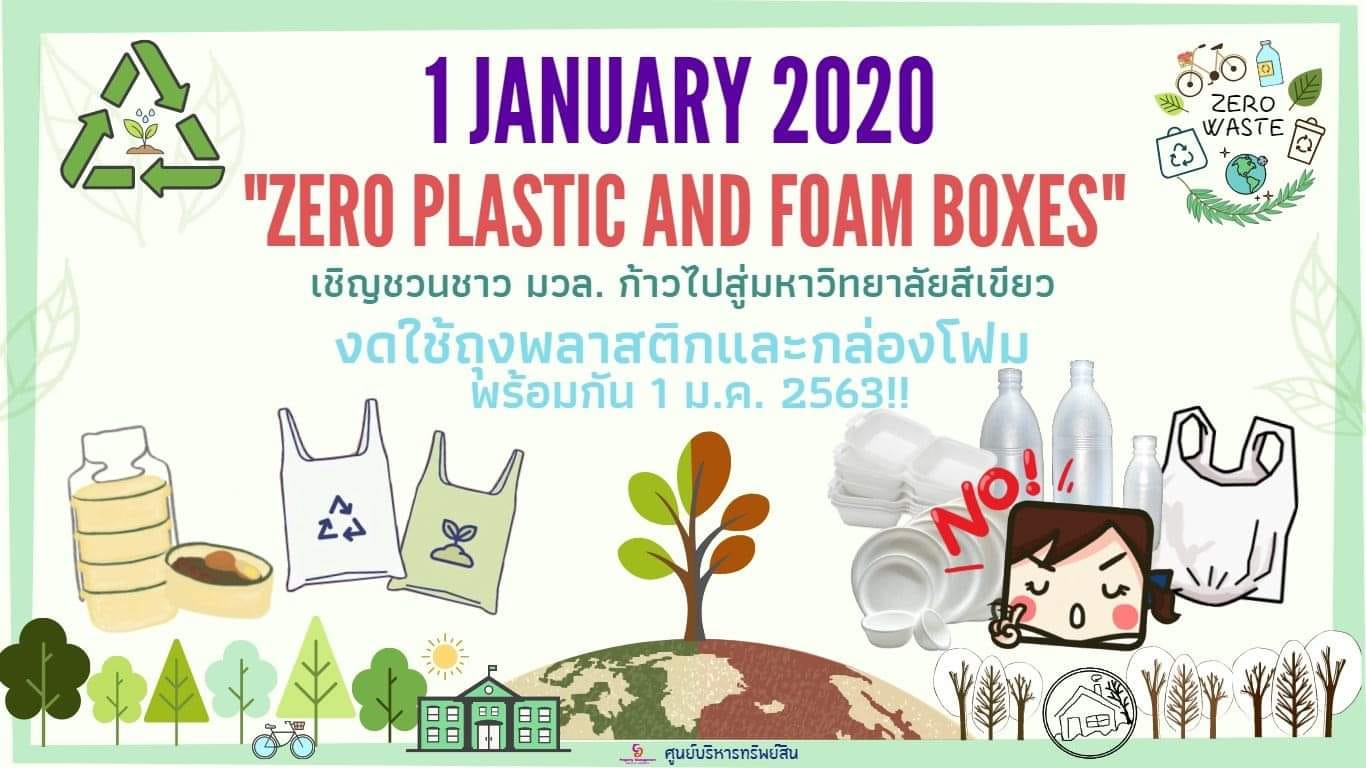 1 JANUARY 2020
"ZERO PLASTIC AND FOAM BOXES"
ZERO
WASTE
เชิญชวนชาว มวล. ก้าวไปสู่มหาวิทยาลัยสีเขียว
งดใช้ถุงพลาสติกและกล่องโฟม
พร้อมกัน 1 ม.ค. 2563!!
NO!
Property Management
ศูนย์บริหารทรัพย์สิน